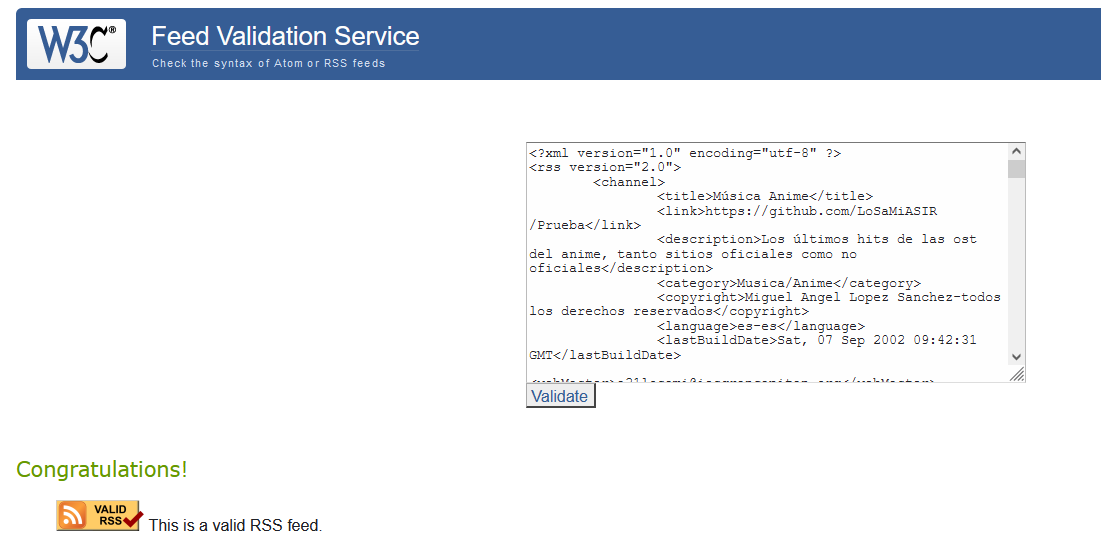 W3C®
Feed Validation Service
Check the syntax of Atom or RSS feeds
<?xml version="1.0" encoding="utf-8" ?>
<rss version="2.0">
<channel>
<title>Música Anime</title>
<link>https://github.com/LoSaMiASIR
/Prueba</link>
<description>Los últimos hits de las ost
del anime, tanto sitios oficiales como no
oficiales</description>
<category>Musica/Anime</category>
<copyright>Miguel Angel Lopez Sanchez-todos
los derechos reservados</copyright>
<language>es-es</language>
<lastBuildDate>Sat, 07 Sep 2002 09:42:31
GMT</lastBuildDate>
Validate
Congratulations!
VALID
RSS
This is a valid RSS feed.